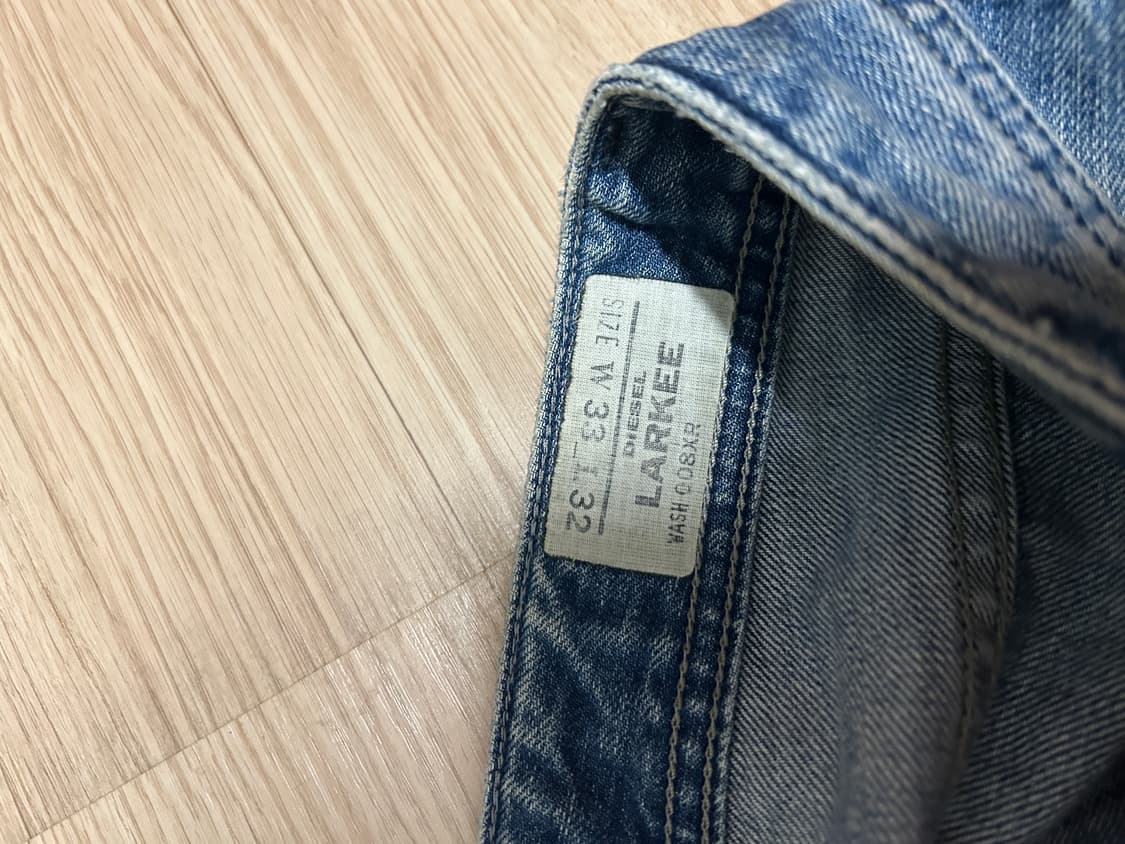 SIZE W 33 L 32
DIESEL
LARKEE
WASH 008XR